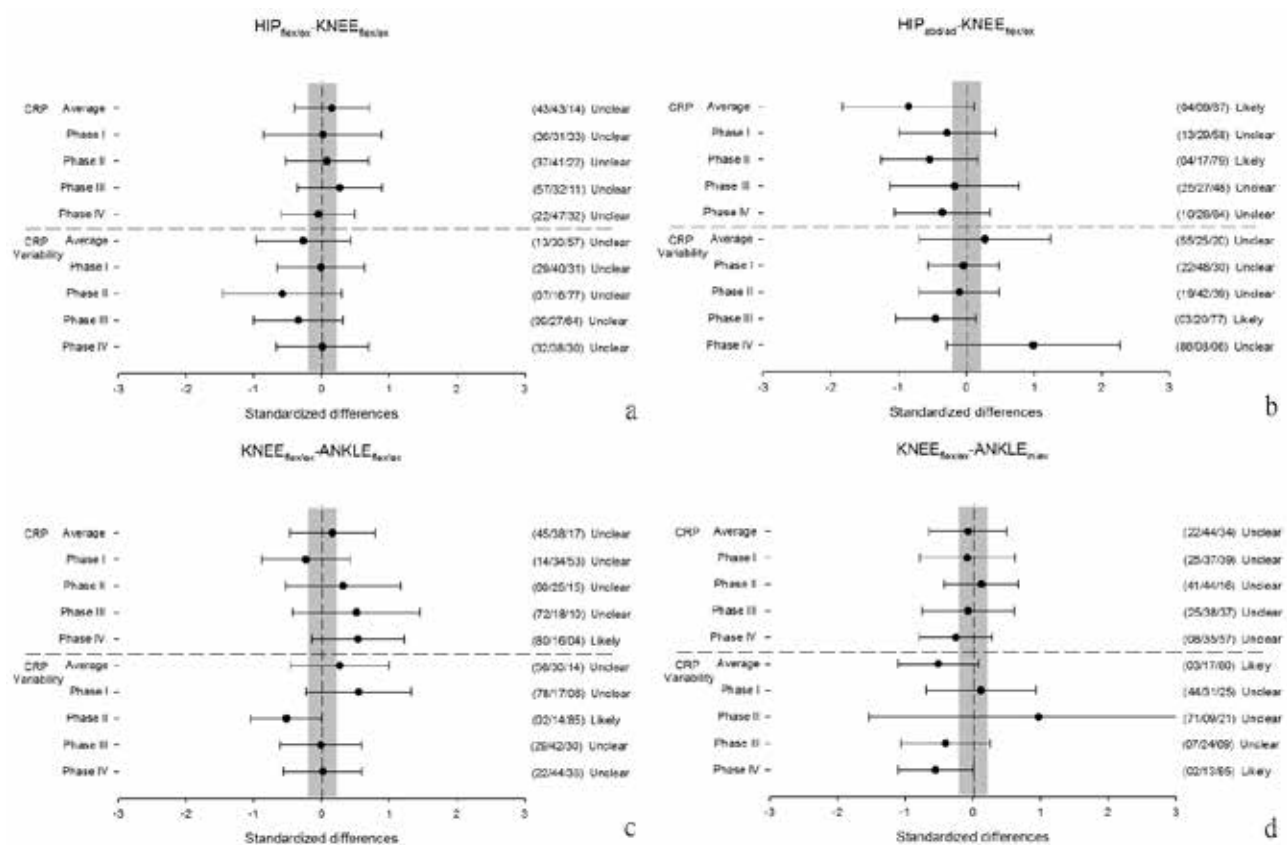 HIPflex/ex-KNEEflex/ex
CRP Average (43/43/14) Unclear
Phase I (36/31/33) Unclear
Phase II (37/41/22) Unclear
Phase III (57/32/11) Unclear
Phase IV (22/47/32) Unclear
CRP Variability Average (13/30/57) Unclear
Phase I (29/40/31) Unclear
Phase II (07/16/77) Unclear
Phase III (09/27/64) Unclear
Phase IV (32/38/30) Unclear
-3 -2 -1 0 1 2 3
Standardized differences
a
HIPabd/ad-KNEEflex/ex
CRP Average (04/09/87) Likely
Phase I (13/29/58) Unclear
Phase II (04/17/79) Likely
Phase III (25/27/48) Unclear
Phase IV (10/26/64) Unclear
CRP Variability Average (55/25/20) Unclear
Phase I (22/48/30) Unclear
Phase II (19/42/39) Unclear
Phase III (03/20/77) Likely
Phase IV (86/08/06) Unclear
-3 -2 -1 0 1 2 3
Standardized differences
b
KNEEflex/ex-ANKLEflex/ex
CRP Average (45/38/17) Unclear
Phase I (14/34/53) Unclear
Phase II (60/25/15) Unclear
Phase III (72/18/10) Unclear
Phase IV (80/16/04) Likely
CRP Variability Average (56/30/14) Unclear
Phase I Unclear
Phase II (02/14/85) Likely
Phase III (29/42/30) Unclear
Phase IV Unclear
-3 -2 -1 0 1 2 3
Standardized differences
c
KNEEflex/ex-ANKLEin/ex
CRP Average (22/44/34) Unclear
Phase I (25/37/39) Unclear
Phase II (41/44/16) Unclear
Phase III (25/38/37) Unclear
Phase IV (08/35/57) Unclear
CRP Variability Average (03/17/80) Likely
Phase I (44/31/25) Unclear
Phase II (71/09/21) Unclear
Phase III (07/24/69) Unclear
Phase IV (02/13/85) Likely
-3 -2 -1 0 1 2 3
Standardized differences
d